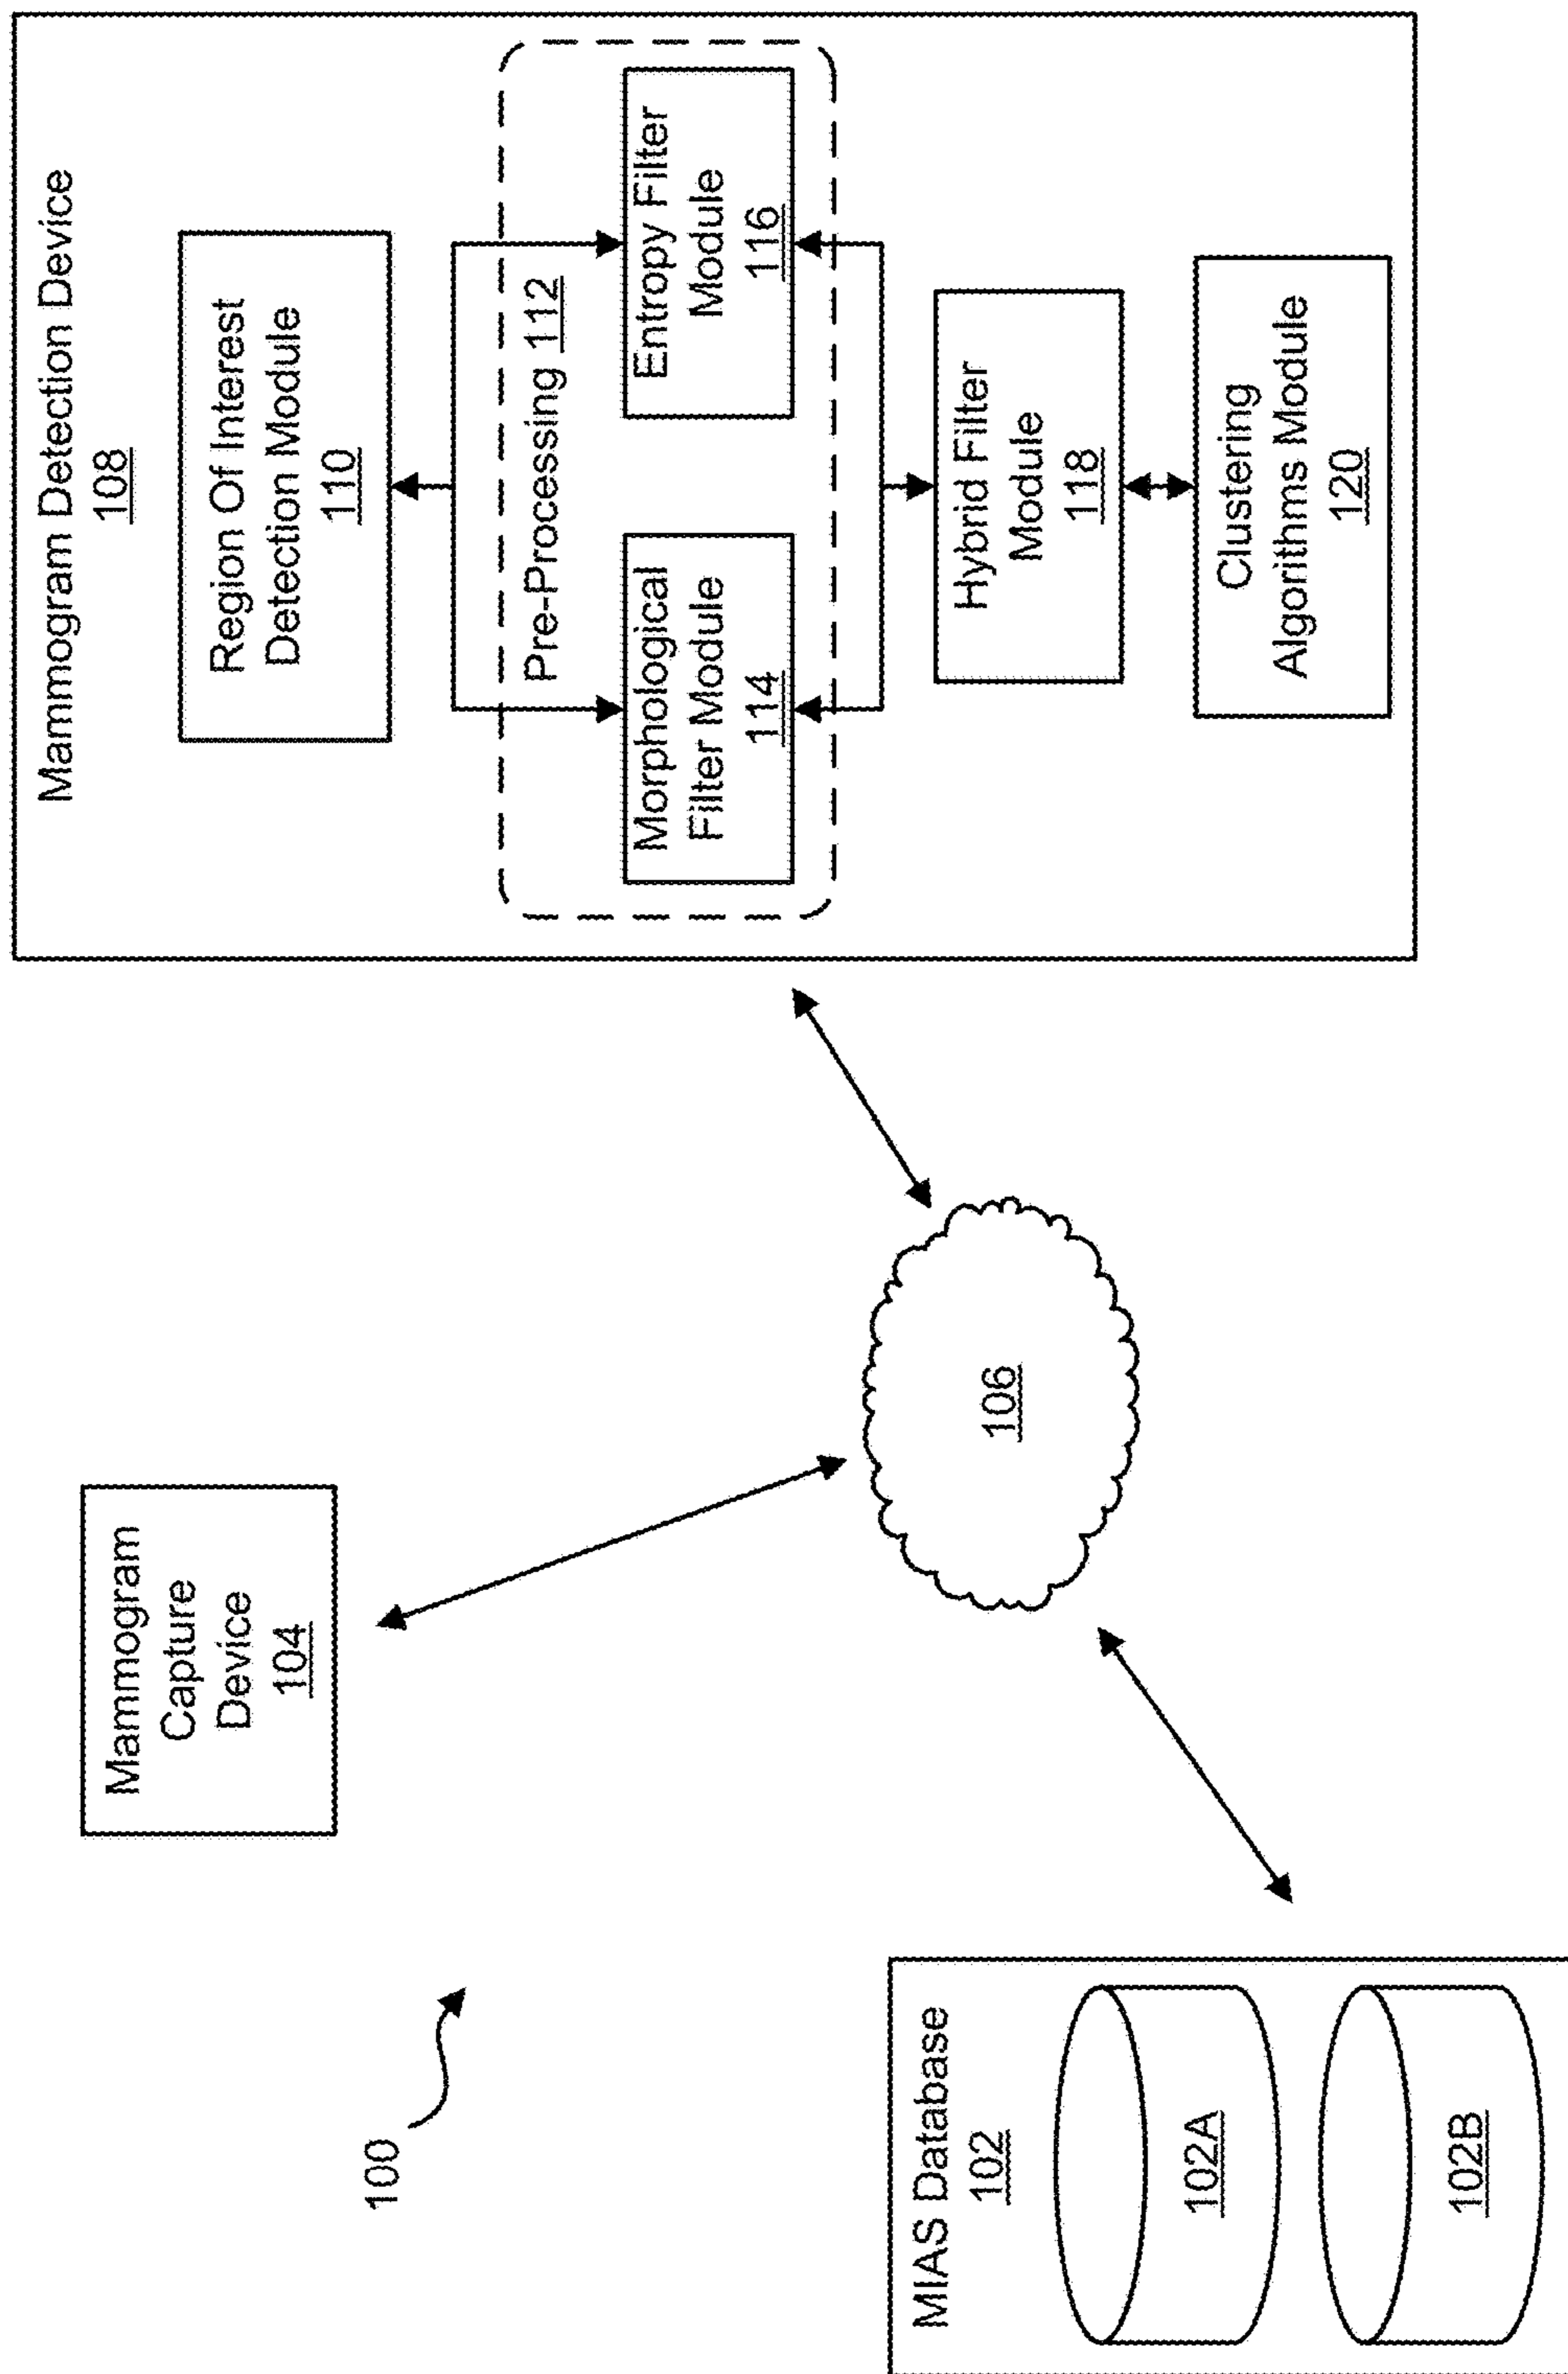 100
MIAS Database
102
102A
102B
Mammogram
Capture
Device
104
106
Mammogram Detection Device
108
Region Of Interest
Detection Module
110
Pre-Processing 112
Morphological
Filter Module
114
Entropy Filter
Module
116
Hybrid Filter
Module
118
Clustering
Algorithms Module
120